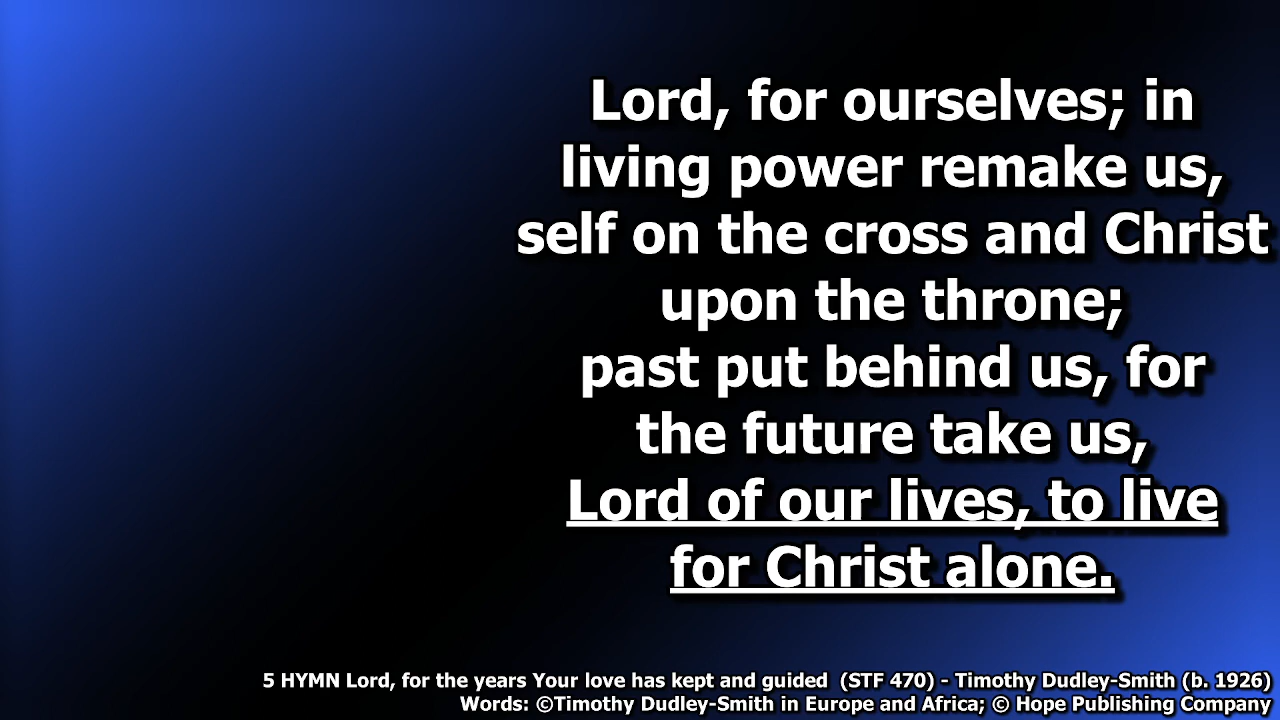 Lord, for ourselves; in
living power remake us,
self on the cross and Christ
upon the throne;
past put behind us, for
the future take us,
Lord of our lives, to live
for Christ alone.
5 HYMN Lord, for the years Your love has kept and guided  (STF 470) - Timothy Dudley-Smith (b. 1926)
Words: ©Timothy Dudley-Smith in Europe and Africa; © Hope Publishing Company